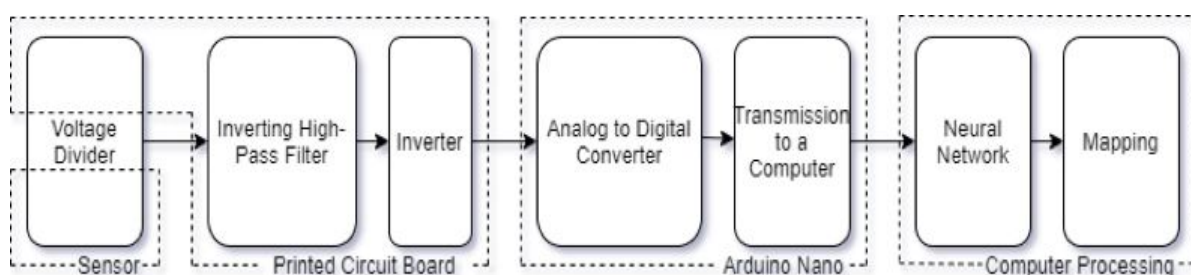 Voltage
Divider
Inverting High-
Pass Filter
Inverter
Analog to Digital
Converter
Transmission
to a
Computer
Neural
Network
Mapping
Sensor
Printed Circuit Board
Arduino Nano
Computer Processing